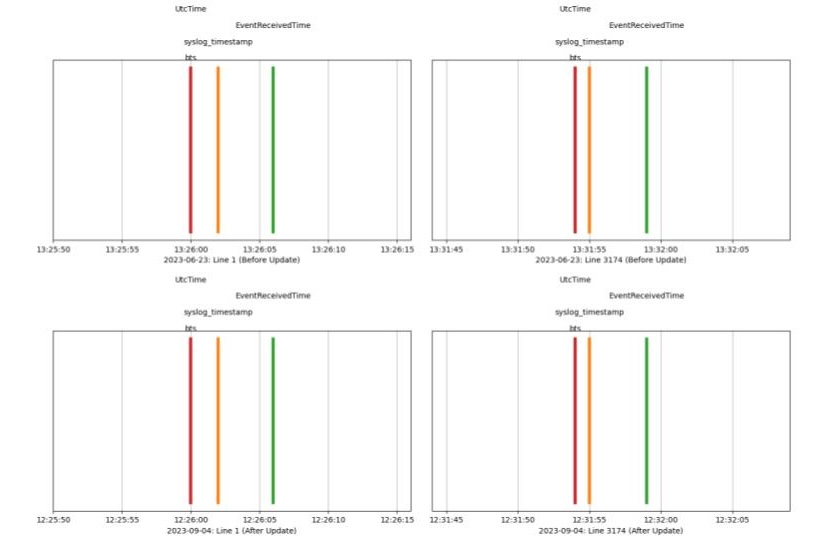 UtcTime
EventReceivedTime
syslog_timestamp
bts
13:25:50 13:25:55 13:26:00 13:26:05 13:26:10 13:26:15
2023-06-23: Line 1 (Before Update)
UtcTime
EventReceivedTime
syslog_timestamp
bts
13:31:45 13:31:50 13:31:55 13:32:00 13:32:05
2023-06-23: Line 3174 (Before Update)
UtcTime
EventReceivedTime
syslog_timestamp
bts
12:25:50 12:25:55 12:26:00 12:26:05 12:26:10 12:26:15
2023-09-04: Line 1 (After Update)
UtcTime
EventReceivedTime
syslog_timestamp
bts
12:31:45 12:31:50 12:31:55 12:32:00 12:32:05
2023-09-04: Line 3174 (After Update)